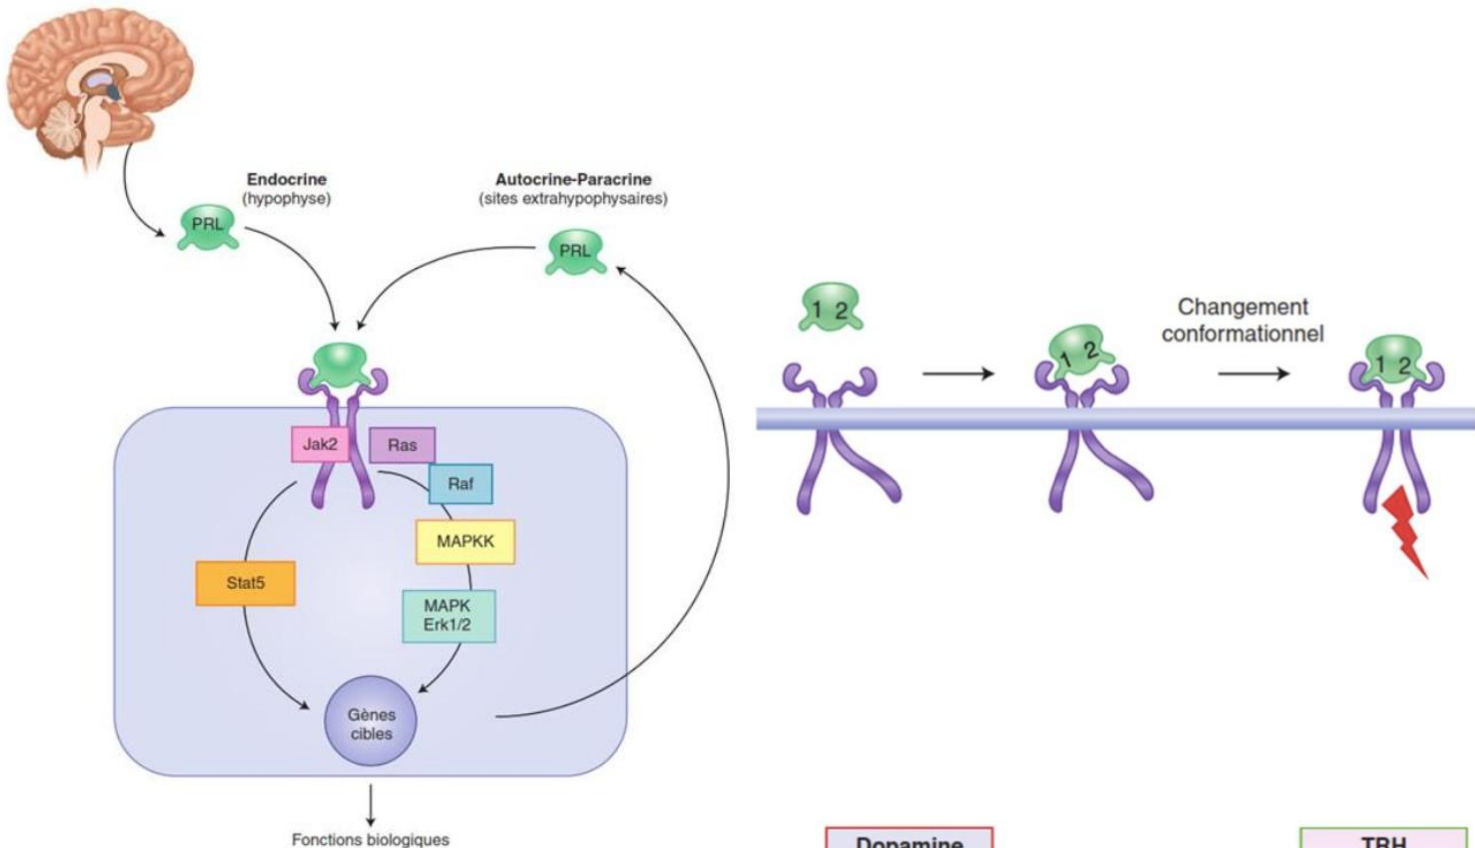 Endocrine
(hypophyse)
Autocrine-Paracrine
(sites extrahypophysaires)
PRL
PRL
Jak2
Ras
Raf
MAPKK
Stat5
MAPK
Erk1/2
Gènes
cibles
Fonctions biologiques
1 2
1 2
Changement
conformationnel
1 2
Dopamine
TRH